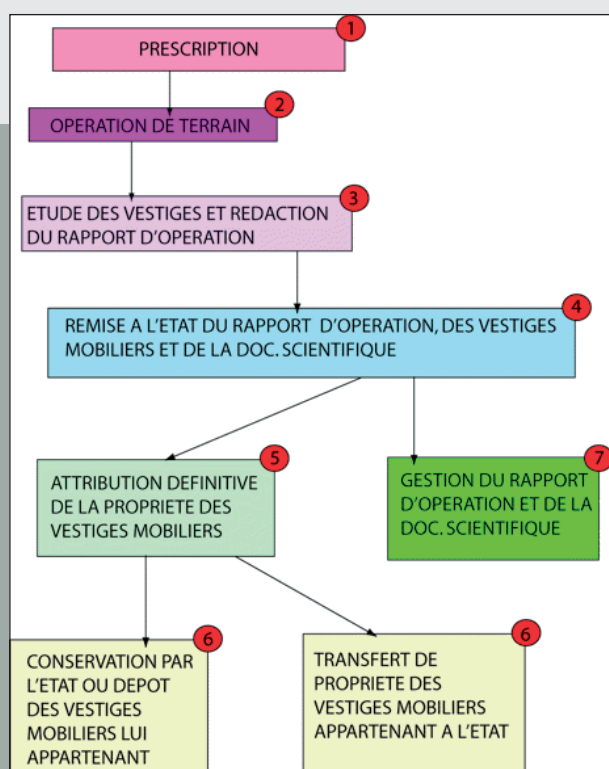 1
PRESCRIPTION
2
OPERATION DE TERRAIN
3
ETUDE DES VESTIGES ET REDACTION
DU RAPPORT D'OPERATION
4
REMISE A L'ETAT DU RAPPORT D'OPERATION, DES VESTIGES
MOBILIERS ET DE LA DOC. SCIENTIFIQUE
5
ATTRIBUTION DEFINITIVE
DE LA PROPRIETE DES
VESTIGES MOBILIERS
7
GESTION DU RAPPORT
D'OPERATION ET DE LA
DOC. SCIENTIFIQUE
6
CONSERVATION PAR
L'ETAT OU DEPOT
DES VESTIGES
MOBILIERS LUI
APPARTENANT
6
TRANSFERT DE
PROPRIETE DES
VESTIGES MOBILIERS
APPARTENANT A L'ETAT